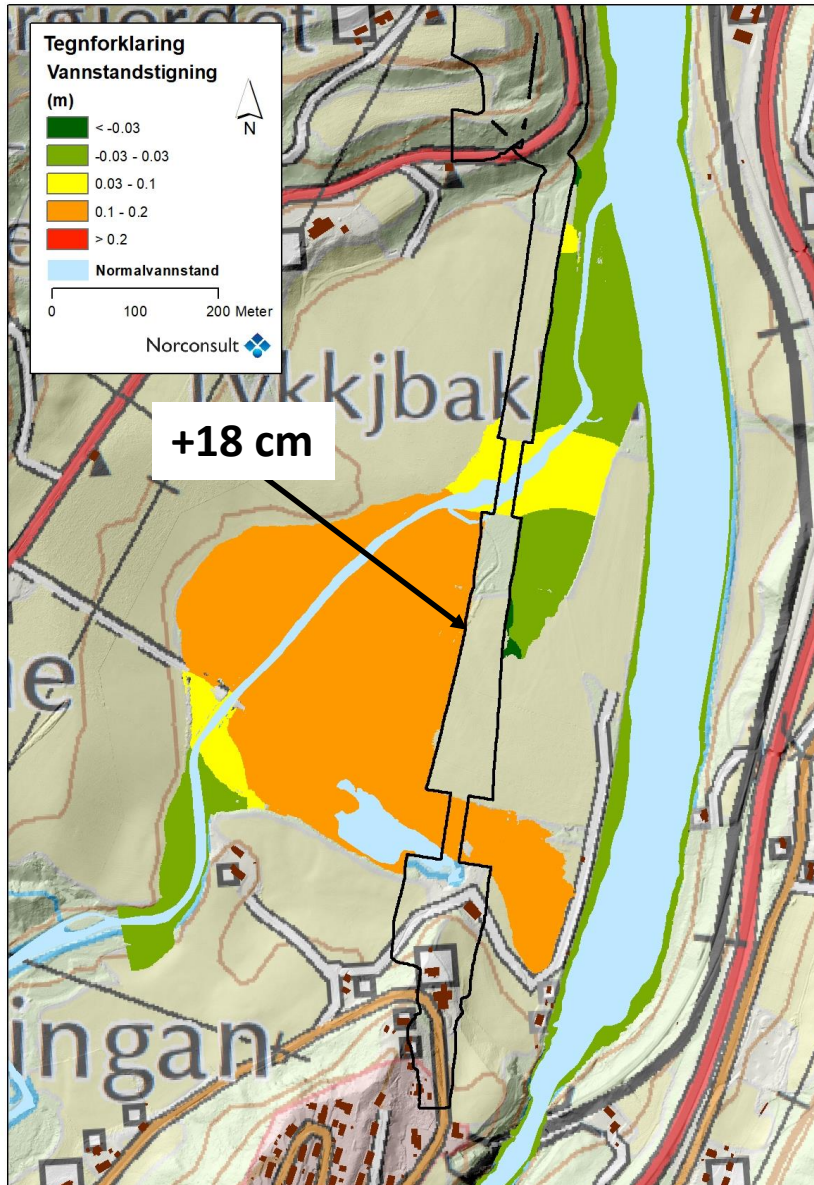 Tegnforklaring
Vannstandstigning
(m)
N
< -0.03
-0.03 - 0.03
0.03 - 0.1
0.1 - 0.2
> 0.2
Normalvannstand
0 100 200 Meter
Norconsult
+18 cm
ne
ingan